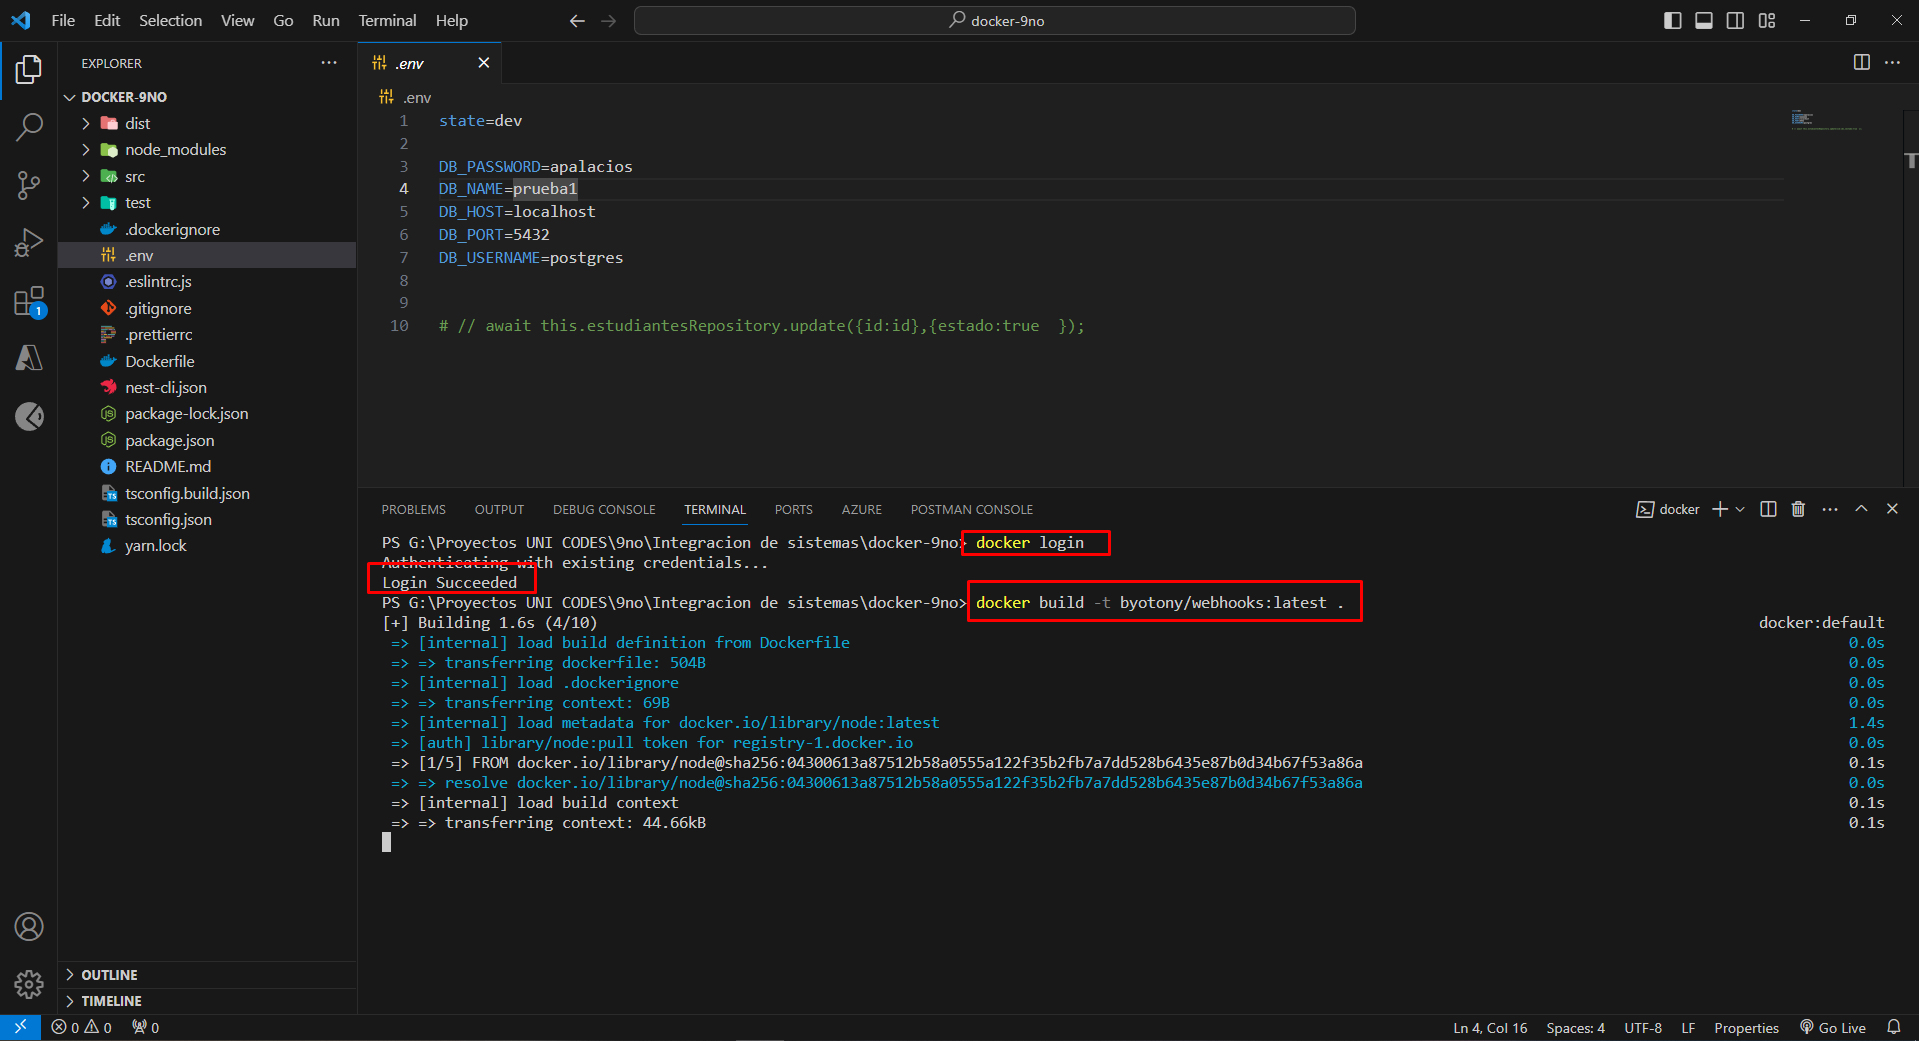 File Edit Selection View Go Run Terminal Help
docker-9no
EXPLORER
DOCKER-9NO
dist
node_modules
src
test
.dockerignore
.env
.eslintrc.js
.gitignore
.prettierrc
Dockerfile
nest-cli.json
package-lock.json
package.json
README.md
tsconfig.build.json
tsconfig.json
yarn.lock
OUTLINE
TIMELINE
1
.env
.env
1 state=dev
2
3 DB_PASSWORD=apalacios
4 DB_NAME=prueba1
5 DB_HOST=localhost
6 DB_PORT=5432
7 DB_USERNAME=postgres
8
9
10 # // await this.estudiantesRepository.update({id:id},{estado:true  });
PROBLEMS OUTPUT DEBUG CONSOLE TERMINAL PORTS AZURE POSTMAN CONSOLE
docker
PS G:\Proyectos UNI CODES\9no\Integracion de sistemas\docker-9no> docker login
Authenticating with existing credentials...
Login Succeeded
PS G:\Proyectos UNI CODES\9no\Integracion de sistemas\docker-9no> docker build -t byotony/webhooks:latest .
[+] Building 1.6s (4/10) docker:default
=> [internal] load build definition from Dockerfile 0.0s
=> => transferring dockerfile: 504B 0.0s
=> [internal] load .dockerignore 0.0s
=> => transferring context: 69B 0.0s
=> [internal] load metadata for docker.io/library/node:latest 1.4s
=> [auth] library/node:pull token for registry-1.docker.io 0.0s
=> [1/5] FROM docker.io/library/node@sha256:04300613a87512b58a0555a122f35b2fb7a7dd528b6435e87b0d34b67f53a86a 0.1s
=> => resolve docker.io/library/node@sha256:04300613a87512b58a0555a122f35b2fb7a7dd528b6435e87b0d34b67f53a86a 0.0s
=> [internal] load build context 0.1s
=> => transferring context: 44.66kB 0.1s
0 0 0
Ln 4, Col 16 Spaces: 4 UTF-8 LF Properties Go Live